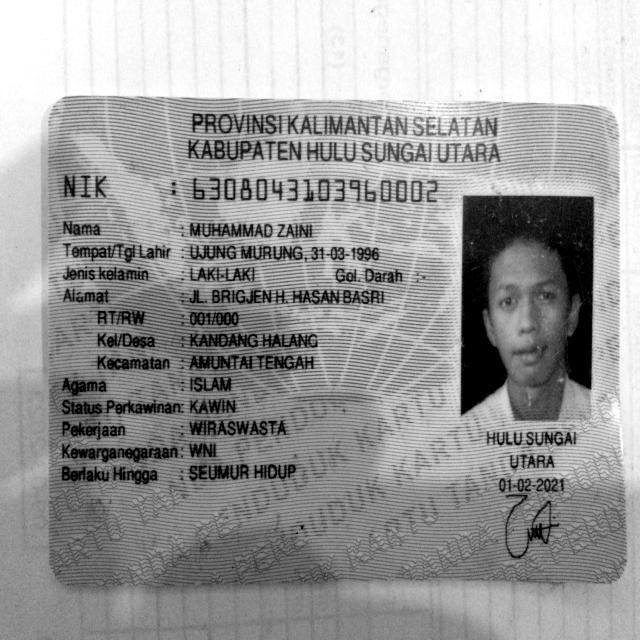 PROVINSI KALIMANTAN SELATAN
KABUPATEN HULU SUNGAI UTARA
NIK : 6308043103960002
Nama : MUHAMMAD ZAINI
Tempat/Tgl Lahir : UJUNG MURUNG, 31-03-1996
Jenis kelamin : LAKI-LAKI Gol. Darah : -
Alamat : JL. BRIGJEN H. HASAN BASRI
RT/RW : 001/000
Kel/Desa : KANDANG HALANG
Kecamatan : AMUNTAI TENGAH
Agama : ISLAM
Status Perkawinan: KAWIN
Pekerjaan : WIRASWASTA
Kewarganegaraan: WNI
Berlaku Hingga : SEUMUR HIDUP
HULU SUNGAI
UTARA
01-02-2021